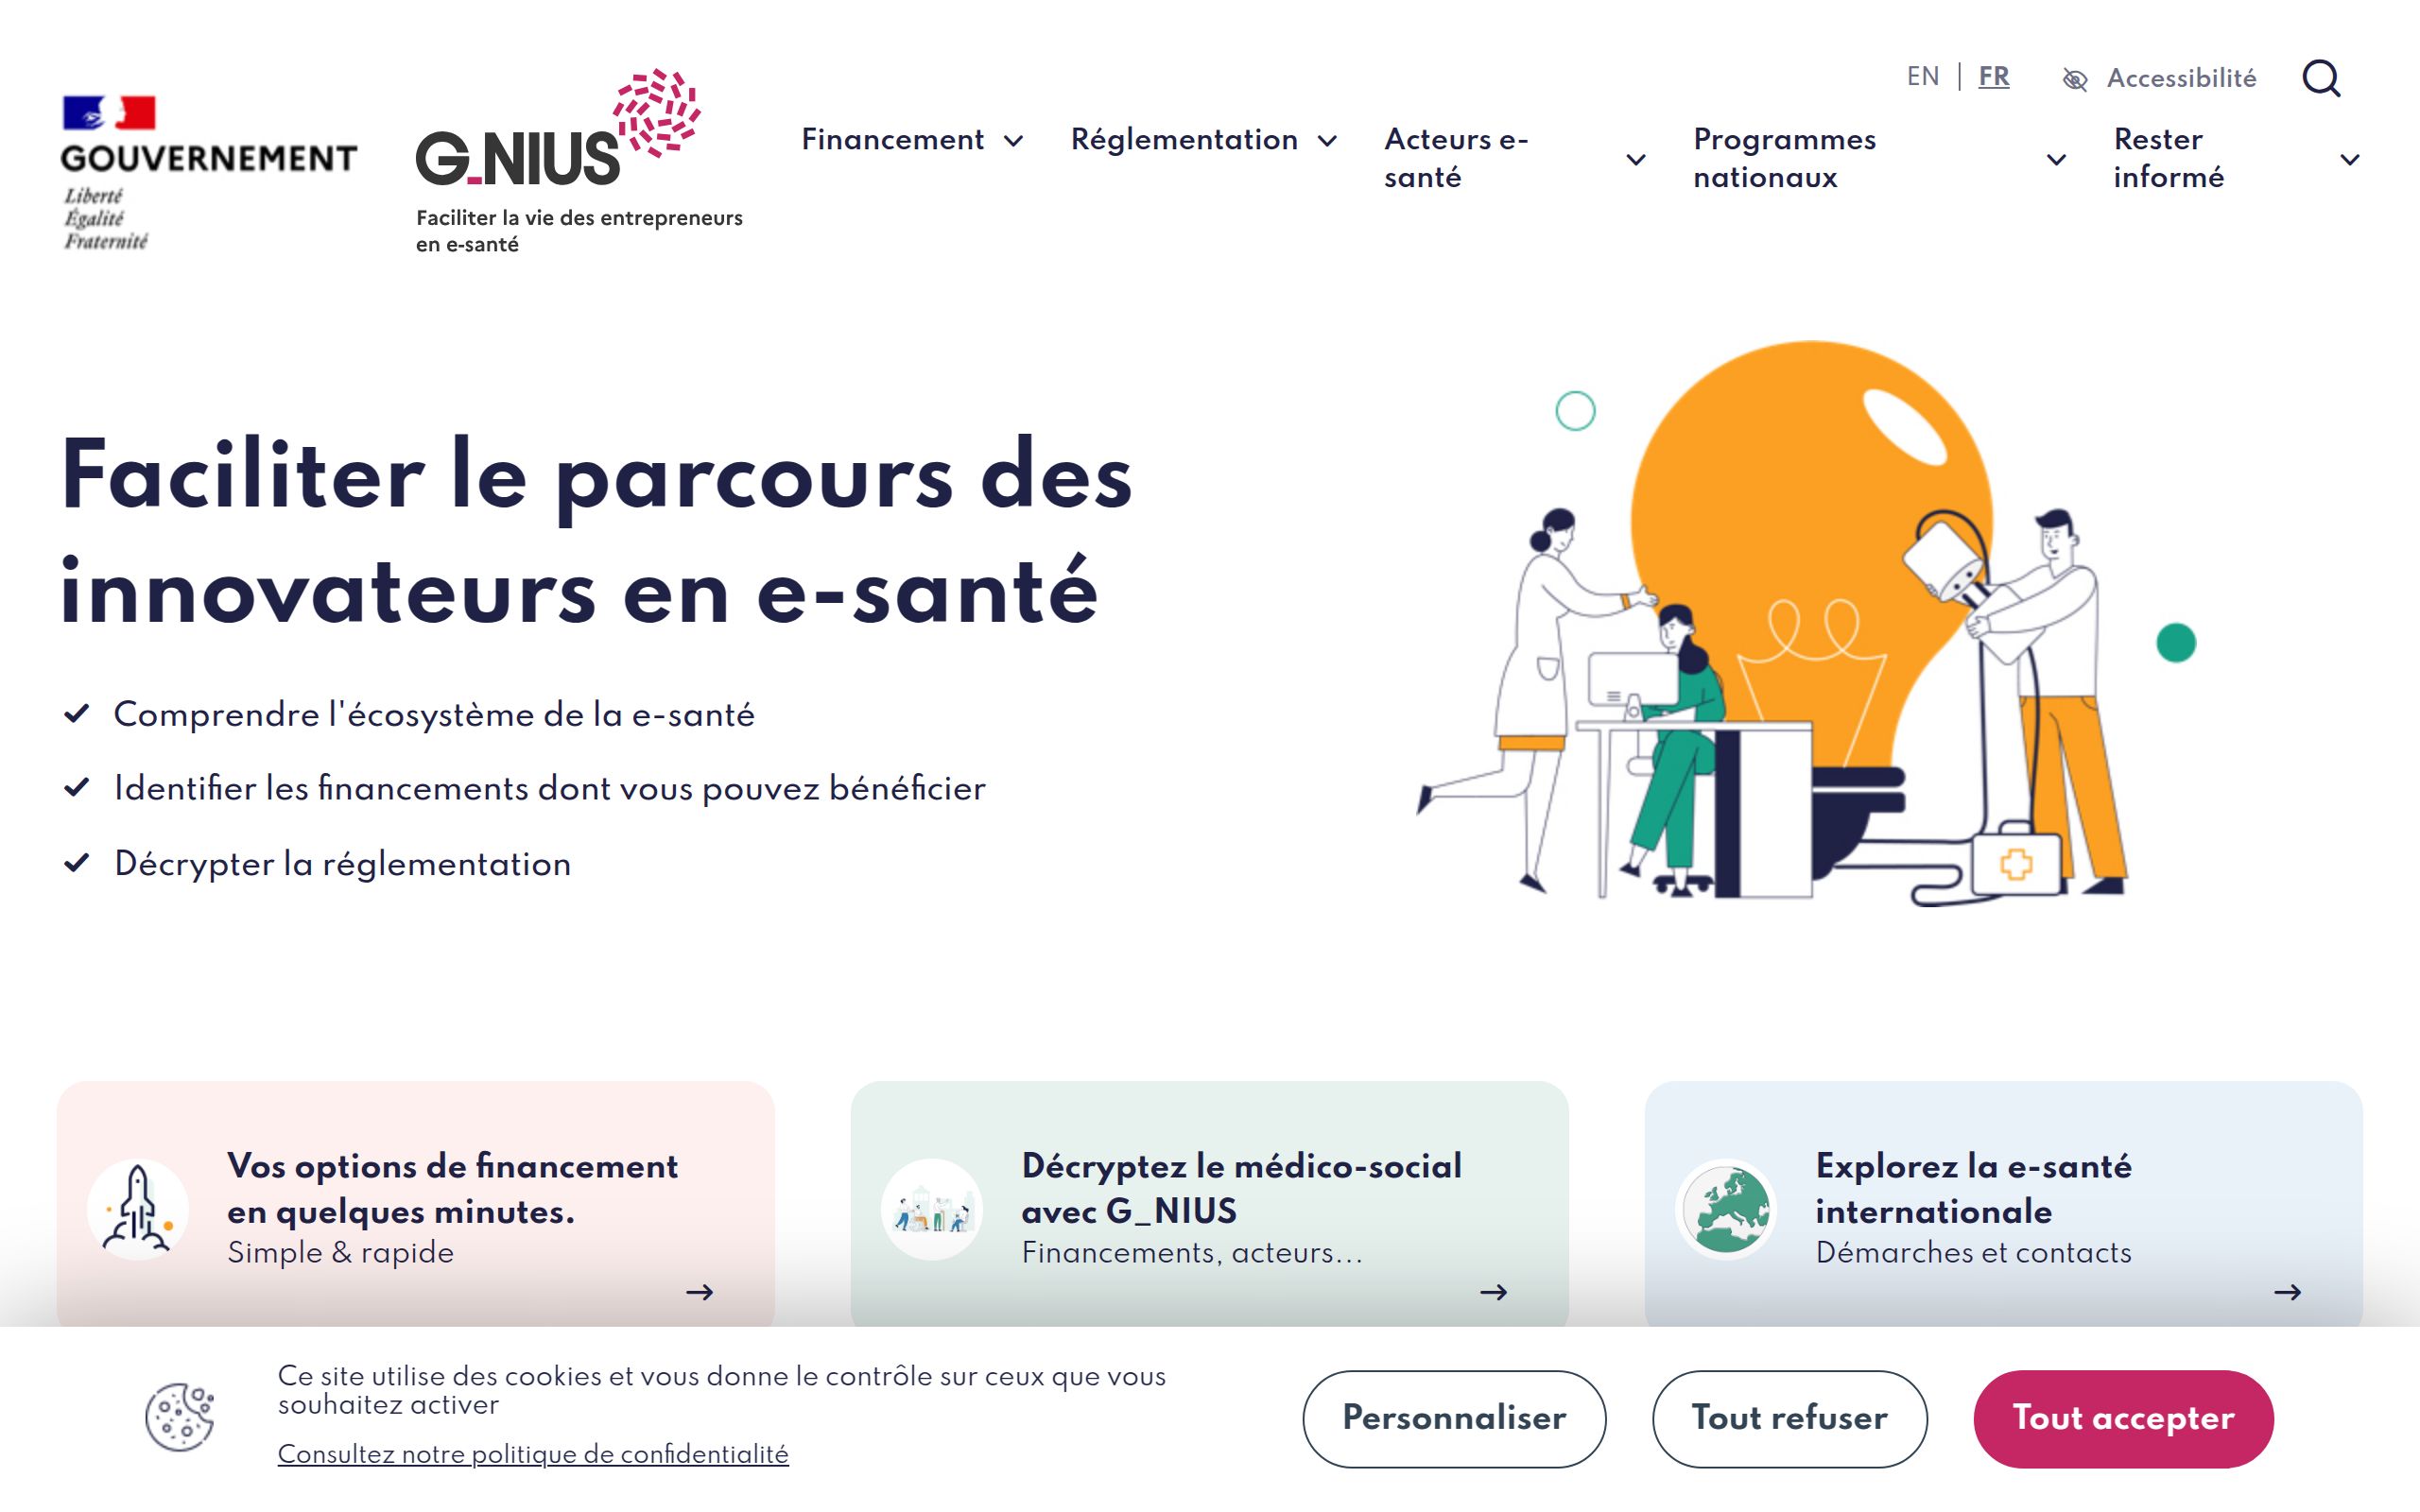 EN | FR Accessibilité
GOUVERNEMENT
Liberté
Égalité
Fraternité
G_NIUS
Faciliter la vie des entrepreneurs
en e-santé
Financement
Réglementation
Acteurs e-
santé
Programmes
nationaux
Rester
informé
Faciliter le parcours des
innovateurs en e-santé
Comprendre l'écosystème de la e-santé
Identifier les financements dont vous pouvez bénéficier
Décrypter la réglementation
Vos options de financement
en quelques minutes.
Simple & rapide
Décryptez le médico-social
avec G_NIUS
Financements, acteurs...
Explorez la e-santé
internationale
Démarches et contacts
Ce site utilise des cookies et vous donne le contrôle sur ceux que vous
souhaitez activer
Consultez notre politique de confidentialité
Personnaliser
Tout refuser
Tout accepter